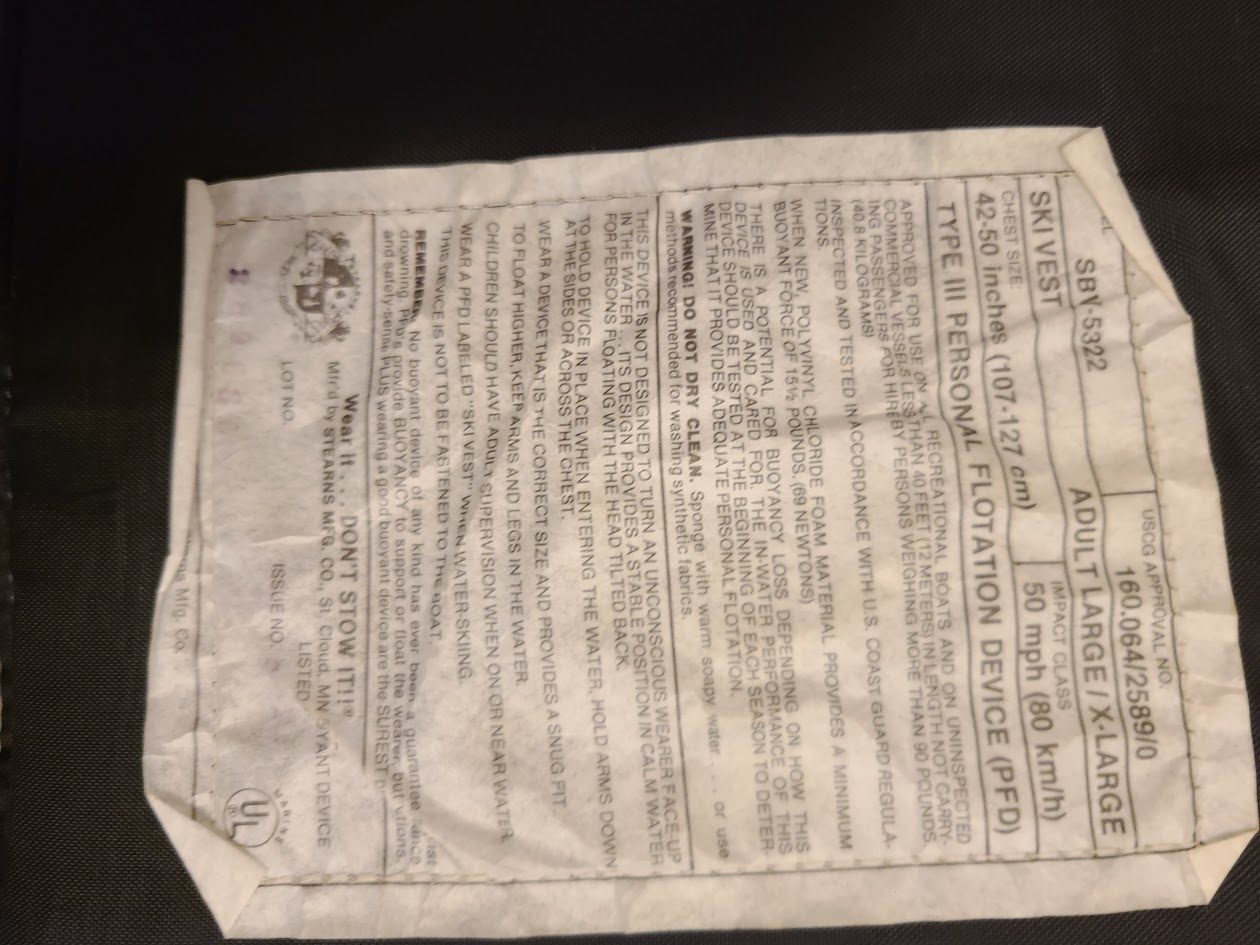 SBY-5322
USCG APPROVAL NO.
160.064/2589/0
ADULT LARGE / X-LARGE
SKI VEST
CHEST SIZE:
42-50 inches (107-127 cm)
IMPACT CLASS
50 mph (80 km/h)
TYPE III PERSONAL FLOTATION DEVICE (PFD)
APPROVED FOR USE ON ALL RECREATIONAL BOATS AND ON UNINSPECTED
COMMERCIAL VESSELS LESS THAN 40 FEET (12 METERS) IN LENGTH NOT CARRY-
ING PASSENGERS FOR HIRE BY PERSONS WEIGHING MORE THAN 90 POUNDS.
(40.8 KILOGRAMS)
INSPECTED AND TESTED IN ACCORDANCE WITH U.S. COAST GUARD REGULA-
TIONS.
WHEN NEW, POLYVINYL CHLORIDE FOAM MATERIAL PROVIDES A MINIMUM
BUOYANT FORCE OF 15½ POUNDS. (69 NEWTONS)
THERE IS A POTENTIAL FOR BUOYANCY LOSS DEPENDING ON HOW THIS
DEVICE IS USED AND CARED FOR. THE IN-WATER PERFORMANCE OF THIS
DEVICE SHOULD BE TESTED AT THE BEGINNING OF EACH SEASON TO DETER-
MINE THAT IT PROVIDES ADEQUATE PERSONAL FLOTATION.
WARNING! DO NOT DRY CLEAN. Sponge with warm soapy water . . . or use
methods recommended for washing synthetic fabrics.
THIS DEVICE IS NOT DESIGNED TO TURN AN UNCONSCIOUS WEARER FACE-UP
IN THE WATER . . . ITS DESIGN PROVIDES A STABLE POSITION IN CALM WATER
FOR PERSONS FLOATING WITH THE HEAD TILTED BACK.
TO HOLD DEVICE IN PLACE WHEN ENTERING THE WATER, HOLD ARMS DOWN
AT THE SIDES OR ACROSS THE CHEST.
WEAR A DEVICE THAT IS THE CORRECT SIZE AND PROVIDES A SNUG FIT
TO FLOAT HIGHER, KEEP ARMS AND LEGS IN THE WATER.
CHILDREN SHOULD HAVE ADULT SUPERVISION WHEN ON OR NEAR WATER
WEAR A PFD LABELED "SKI VEST" WHEN WATER-SKIING.
THIS DEVICE IS NOT TO BE FASTENED TO THE BOAT.
REMEMBER, No buoyant device of any kind has ever been a guarantee
drowning. PFD's provide BUOYANCY to support or float the wearer, but
and safety-sense PLUS wearing a good buoyant device are the SUREST
Wear it . . . DON'T STOW IT!!®
Mfr'd by STEARNS MFG. CO., St. Cloud, MN
LOT NO.
ISSUE NO.
LISTED
DEVICE
MARINE
UL
®
Mfg. Co.